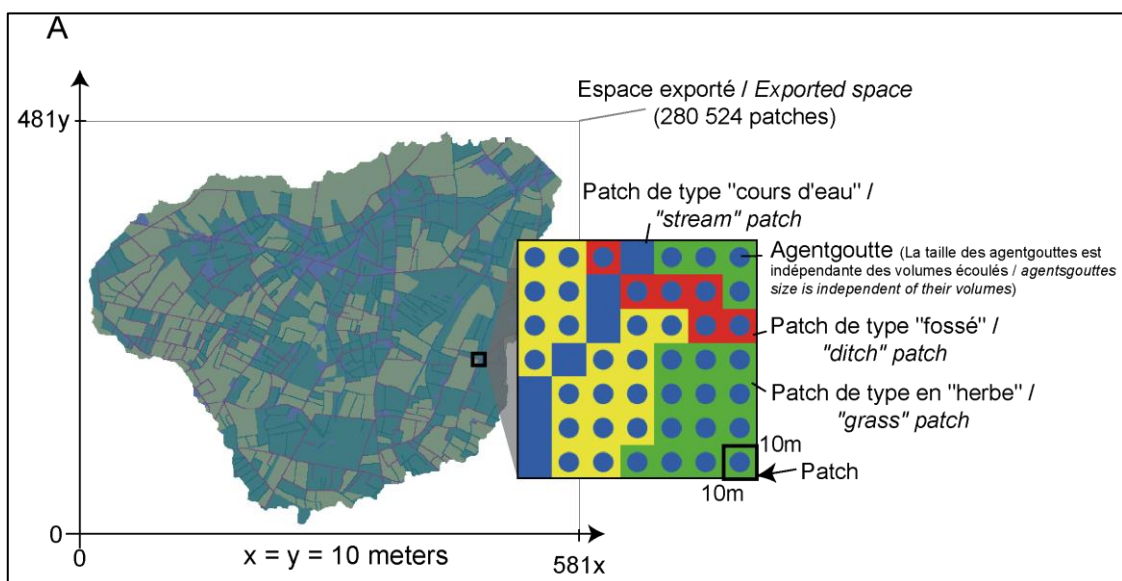 A
481y
Espace exporté / Exported space
(280 524 patches)
Patch de type "cours d'eau" /
"stream" patch
Agentgoutte (La taille des agentgouttes est
indépendante des volumes écoulés / agentsgouttes
size is independent of their volumes)
Patch de type "fossé" /
"ditch" patch
Patch de type en "herbe" /
"grass" patch
10m
Patch
10m
0
0
x = y = 10 meters
581x